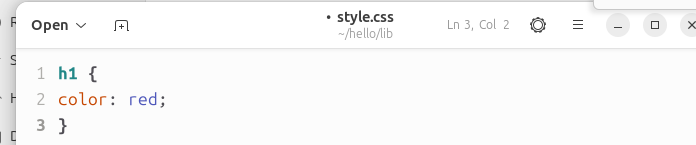 Open
• style.css
~/hello/lib
Ln 3, Col 2
1 h1 {
2 color: red;
3 }